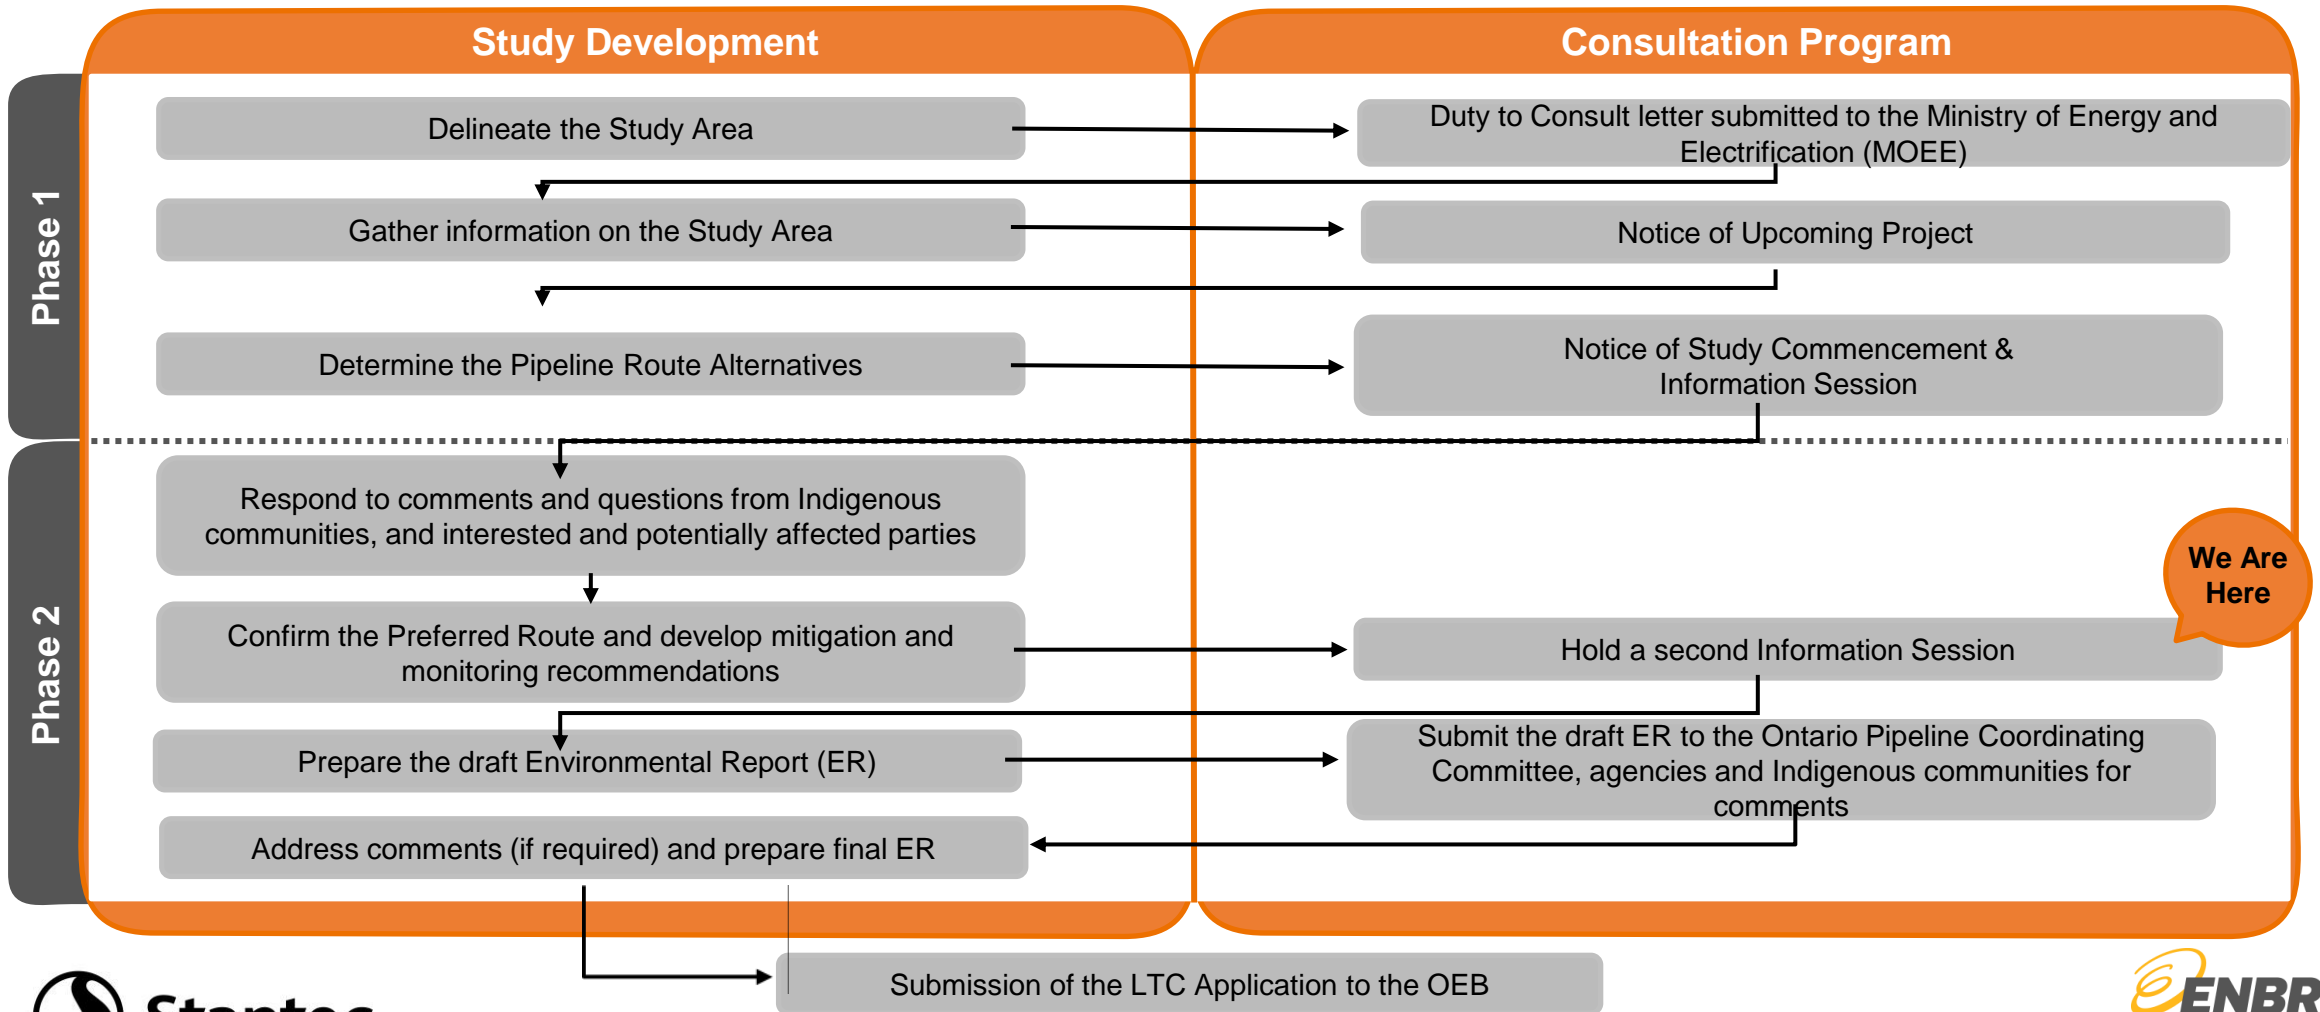 Study Development
Consultation Program
Phase 1
Delineate the Study Area
Duty to Consult letter submitted to the Ministry of Energy and
Electrification (MOEE)
Gather information on the Study Area
Notice of Upcoming Project
Determine the Pipeline Route Alternatives
Notice of Study Commencement &
Information Session
Phase 2
Respond to comments and questions from Indigenous
communities, and interested and potentially affected parties
We Are
Here
Confirm the Preferred Route and develop mitigation and
monitoring recommendations
Hold a second Information Session
Prepare the draft Environmental Report (ER)
Submit the draft ER to the Ontario Pipeline Coordinating
Committee, agencies and Indigenous communities for
comments
Address comments (if required) and prepare final ER
Submission of the LTC Application to the OEB
Stantec
ENBR